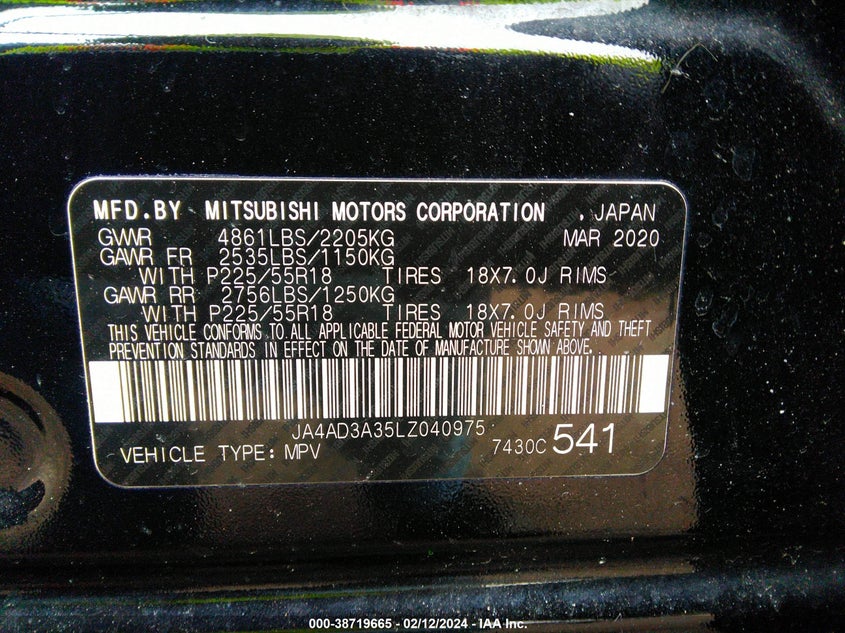 MFD.BY MITSUBISHI MOTORS CORPORATION , JAPAN
GVWR 4861LBS/2205KG MAR 2020
GAWR FR 2535LBS/1150KG
WITH P225/55R18 TIRES 18X7.0J RIMS
GAWR RR 2756LBS/1250KG
WITH P225/55R18 TIRES 18X7.0J RIMS
THIS VEHICLE CONFORMS TO ALL APPLICABLE FEDERAL MOTOR VEHICLE SAFETY AND THEFT
PREVENTION STANDARDS IN EFFECT ON THE DATE OF MANUFACTURE SHOWN ABOVE.
JA4AD3A35LZ040975
VEHICLE TYPE: MPV 7430C 541
000-38719665 - 02/12/2024 - IAA Inc.